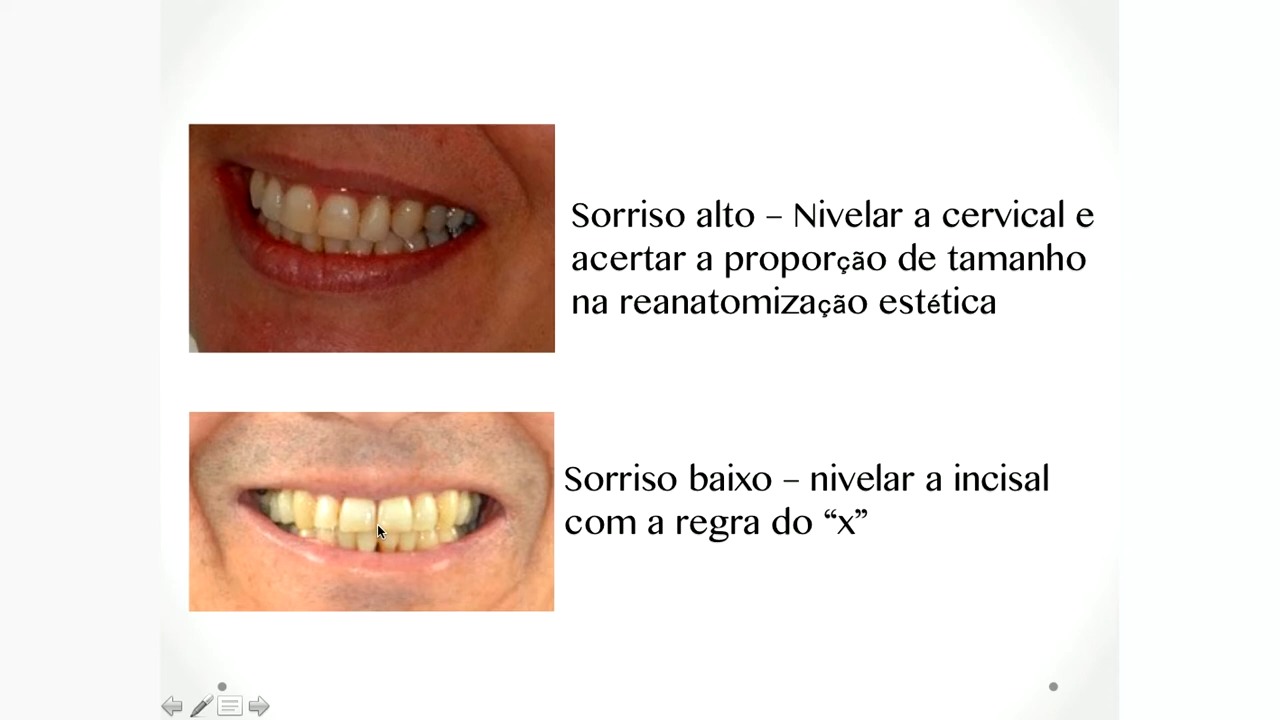 Sorriso alto – Nivelar a cervical e
acertar a proporção de tamanho
na reanatomização estética
Sorriso baixo – nivelar a incisal
com a regra do “x”